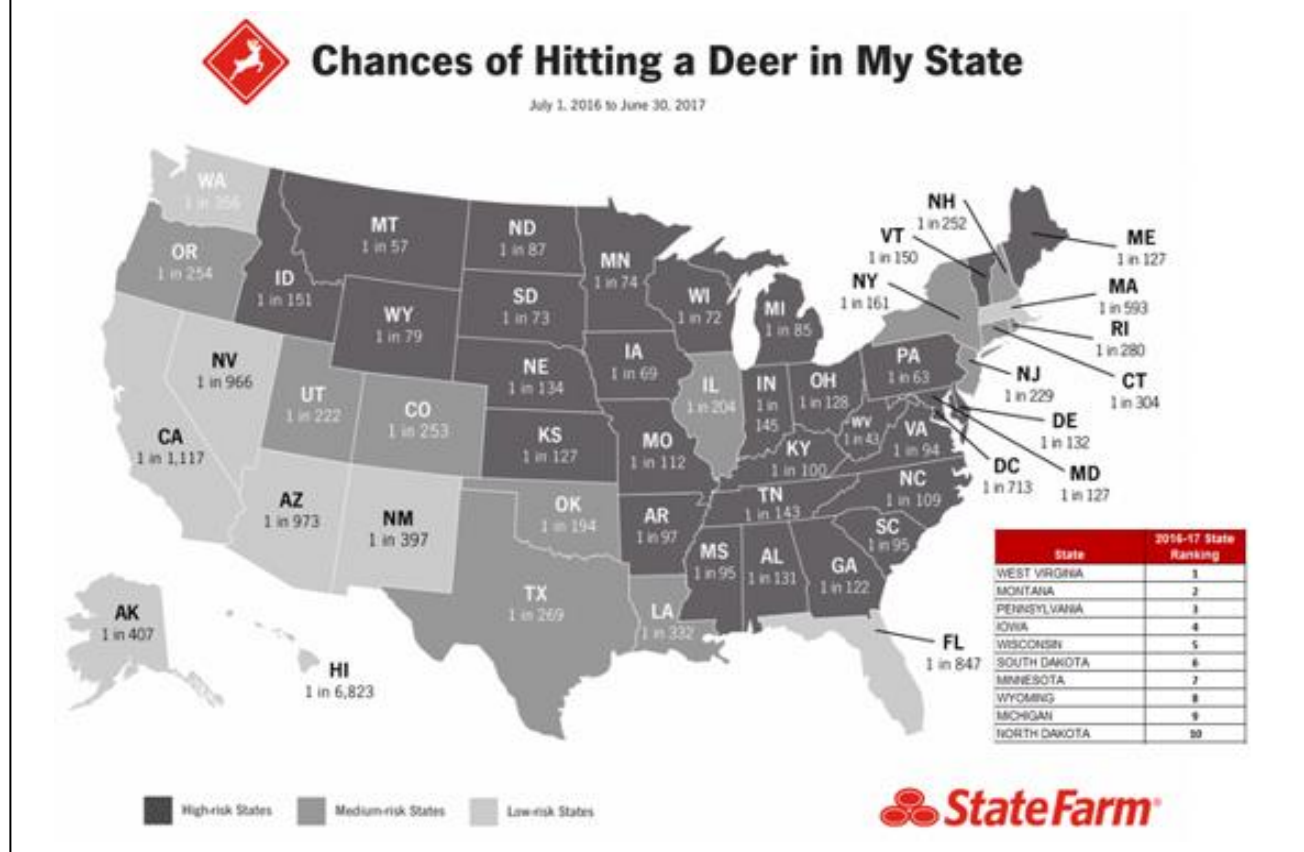 Chances of Hitting a Deer in My State
July 1, 2016 to June 30, 2017
WA
1 in 356
OR
1 in 254
ID
1 in 151
MT
1 in 57
WY
1 in 79
ND
1 in 87
SD
1 in 73
NE
1 in 134
KS
1 in 127
MN
1 in 74
IA
1 in 69
MO
1 in 112
AR
1 in 97
WI
1 in 72
MI
1 in 85
IL
1 in 204
IN
1 in
145
OH
1 in 128
PA
1 in 63
WV
1 in 43
VA
1 in 94
KY
1 in 100
TN
1 in 143
NC
1 in 109
SC
1 in 95
MS
1 in 95
AL
1 in 131
GA
1 in 122
FL
1 in 847
LA
1 in 332
TX
1 in 269
OK
1 in 194
NV
1 in 966
UT
1 in 222
CO
1 in 253
CA
1 in 1,117
AZ
1 in 973
NM
1 in 397
AK
1 in 407
HI
1 in 6,823
NH
1 in 252
VT
1 in 150
NY
1 in 161
ME
1 in 127
MA
1 in 593
RI
1 in 280
CT
1 in 304
NJ
1 in 229
DE
1 in 132
MD
1 in 127
DC
1 in 713
State 2016-17 State Ranking
WEST VIRGINIA 1
MONTANA 2
PENNSYLVANIA 3
IOWA 4
WISCONSIN 5
SOUTH DAKOTA 6
MINNESOTA 7
WYOMING 8
MICHIGAN 9
NORTH DAKOTA 10
High-risk States Medium-risk States Low-risk States
State Farm®